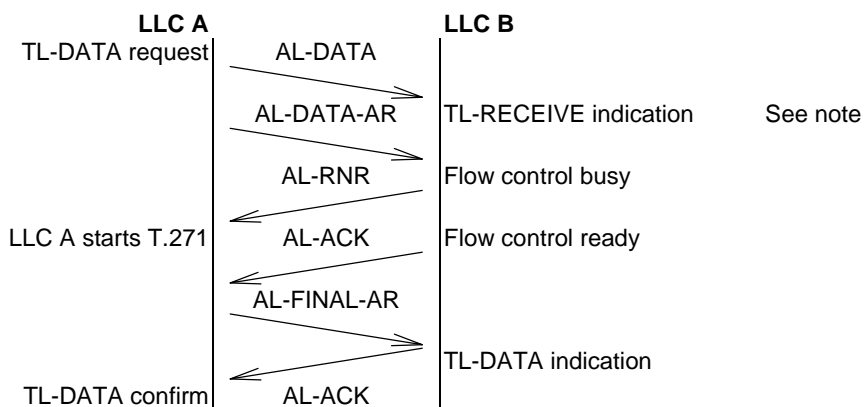 LLC A LLC B
TL-DATA request AL-DATA
AL-DATA-AR TL-RECEIVE indication See note
AL-RNR Flow control busy
LLC A starts T.271 AL-ACK Flow control ready
AL-FINAL-AR
TL-DATA indication
TL-DATA confirm AL-ACK